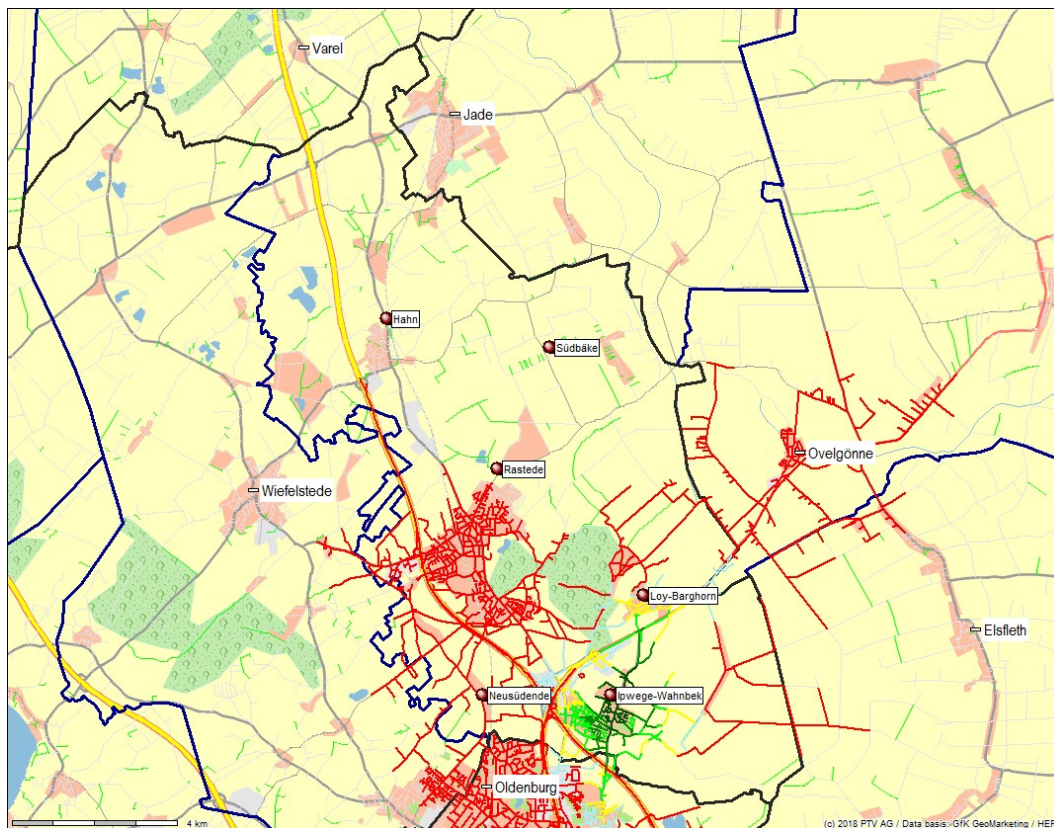 Varel
Jade
Hahn
Südbäke
Ovelgönne
Rastede
Wiefelstede
Loy-Barghorn
Elsfleth
Neusüdende
Ipwege-Wahnbek
Oldenburg
4 km
(c) 2018 PTV AG / Data basis: GfK GeoMarketing / HER